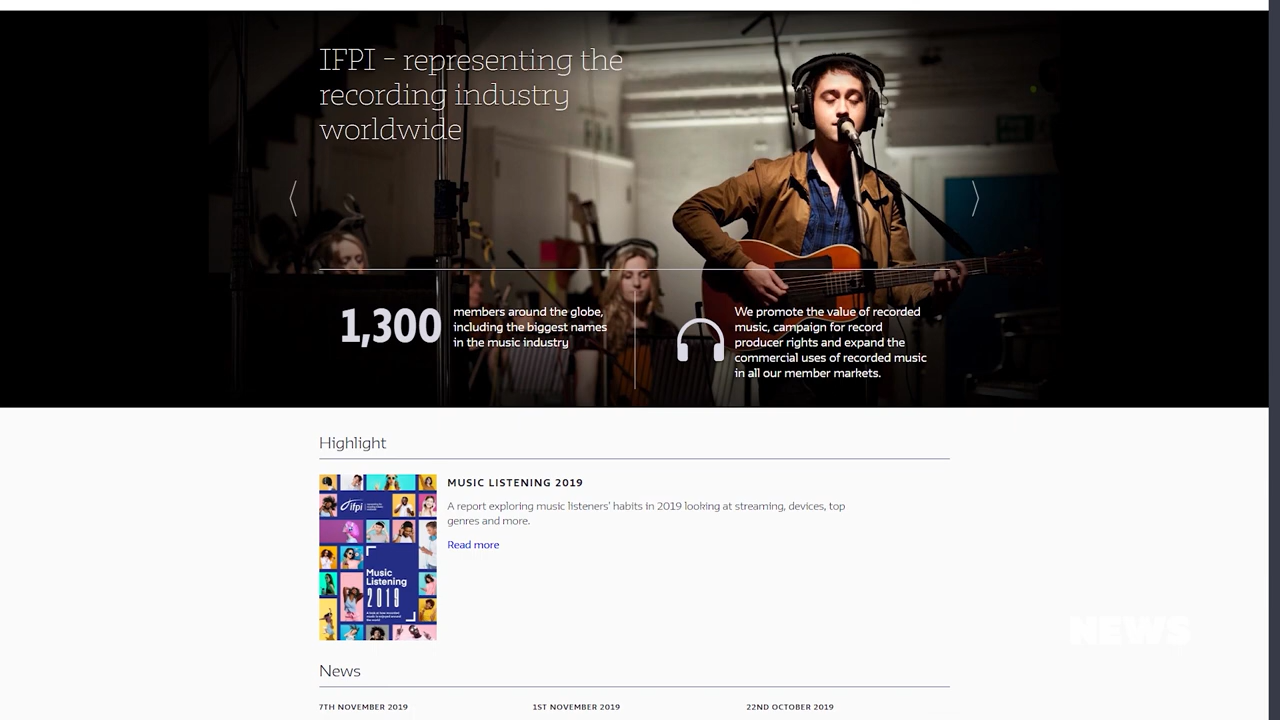 IFPI – representing the
recording industry
worldwide
1,300
members around the globe,
including the biggest names
in the music industry
We promote the value of recorded
music, campaign for record
producer rights and expand the
commercial uses of recorded music
in all our member markets.
Highlight
ifpi
Music
Listening
2019
MUSIC LISTENING 2019
A report exploring music listeners' habits in 2019 looking at streaming, devices, top
genres and more.
Read more
NEWS
News
7TH NOVEMBER 2019
1ST NOVEMBER 2019
22ND OCTOBER 2019